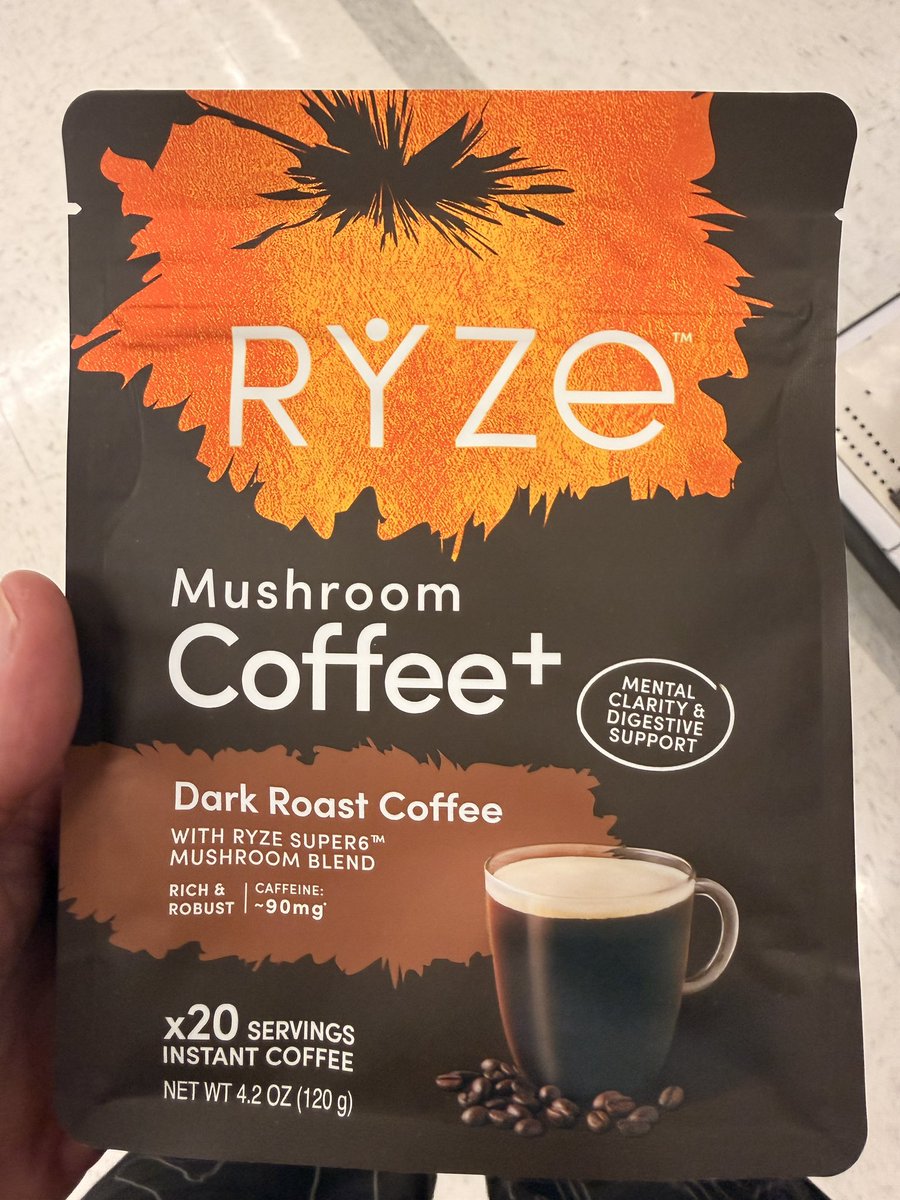 RYZE™
Mushroom
Coffee+
MENTAL
CLARITY &
DIGESTIVE
SUPPORT
Dark Roast Coffee
WITH RYZE SUPER6™
MUSHROOM BLEND
RICH &
ROBUST
CAFFEINE:
~90mg*
x20 SERVINGS
INSTANT COFFEE
NET WT 4.2 OZ (120 g)